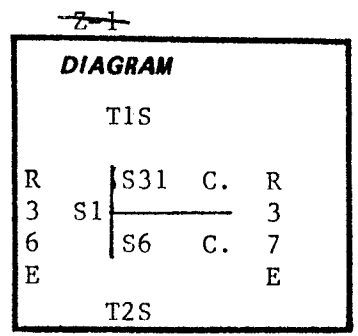 Z-1
DIAGRAM
T1S
R S31 C. R
3 S1 3
6 S6 C. 7
E E
T2S